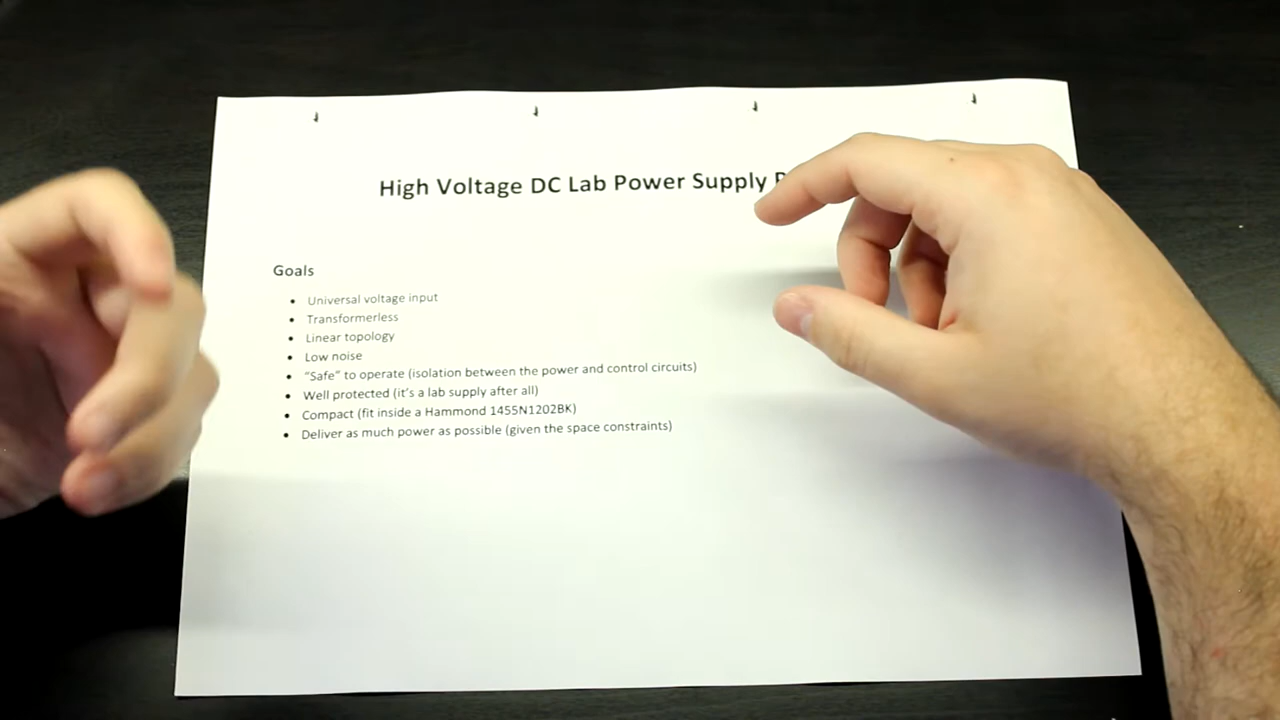 High Voltage DC Lab Power Supply
Goals
• Universal voltage input
• Transformerless
• Linear topology
• Low noise
• “Safe” to operate (isolation between the power and control circuits)
• Well protected (it’s a lab supply after all)
• Compact (fit inside a Hammond 1455N1202BK)
• Deliver as much power as possible (given the space constraints)